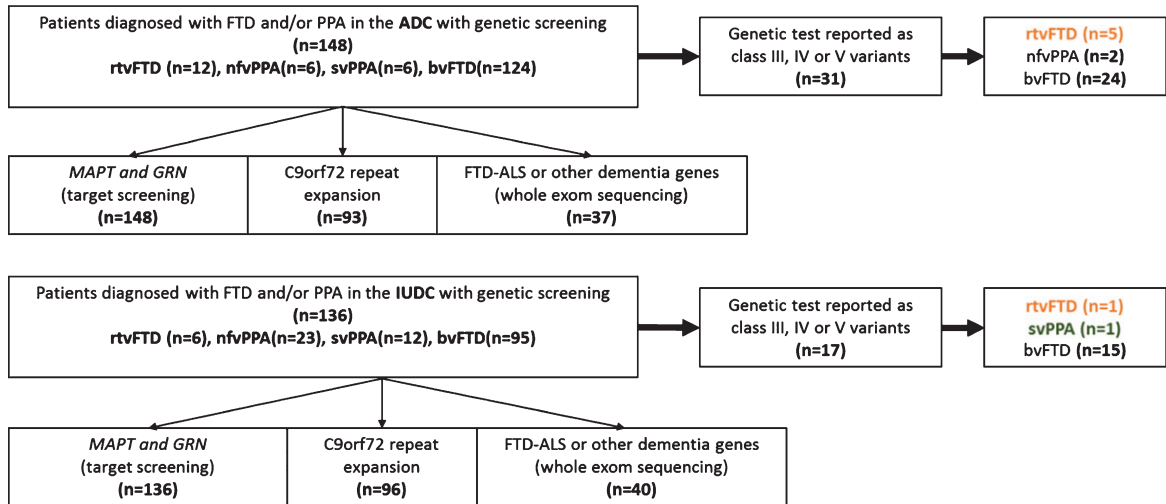 Patients diagnosed with FTD and/or PPA in the ADC with genetic screening
(n=148)
rtvFTD (n=12), nfvPPA(n=6), svPPA(n=6), bvFTD(n=124)
Genetic test reported as
class III, IV or V variants
(n=31)
rtvFTD (n=5)
nfvPPA (n=2)
bvFTD (n=24)
MAPT and GRN
(target screening)
(n=148)
C9orf72 repeat
expansion
(n=93)
FTD-ALS or other dementia genes
(whole exom sequencing)
(n=37)
Patients diagnosed with FTD and/or PPA in the IUDC with genetic screening
(n=136)
rtvFTD (n=6), nfvPPA(n=23), svPPA(n=12), bvFTD(n=95)
Genetic test reported as
class III, IV or V variants
(n=17)
rtvFTD (n=1)
svPPA (n=1)
bvFTD (n=15)
MAPT and GRN
(target screening)
(n=136)
C9orf72 repeat
expansion
(n=96)
FTD-ALS or other dementia genes
(whole exom sequencing)
(n=40)